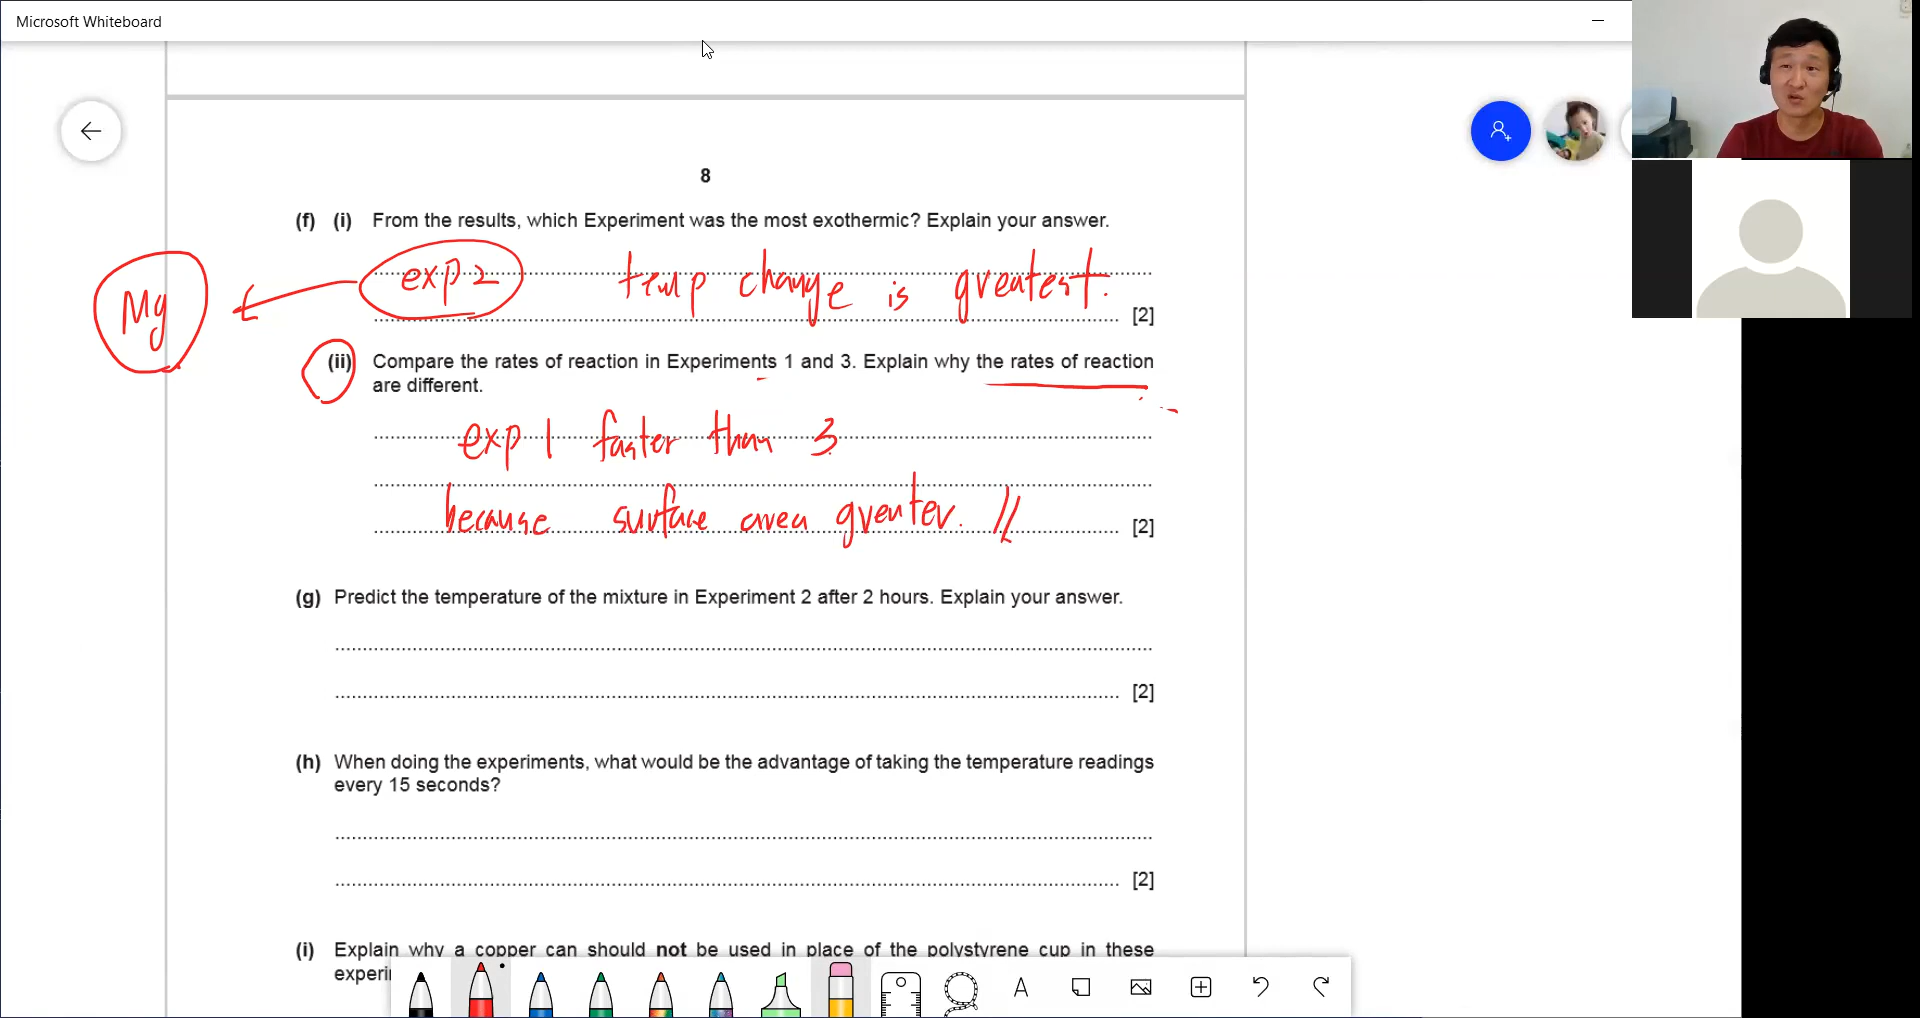 Microsoft Whiteboard
8
(f) (i) From the results, which Experiment was the most exothermic? Explain your answer.
Mg exp 2 temp change is greatest.
[2]
(ii) Compare the rates of reaction in Experiments 1 and 3. Explain why the rates of reaction
are different.
exp 1 faster than 3
because surface area greater. //
[2]
(g) Predict the temperature of the mixture in Experiment 2 after 2 hours. Explain your answer.
[2]
(h) When doing the experiments, what would be the advantage of taking the temperature readings
every 15 seconds?
[2]
(i) Explain why a copper can should not be used in place of the polystyrene cup in these